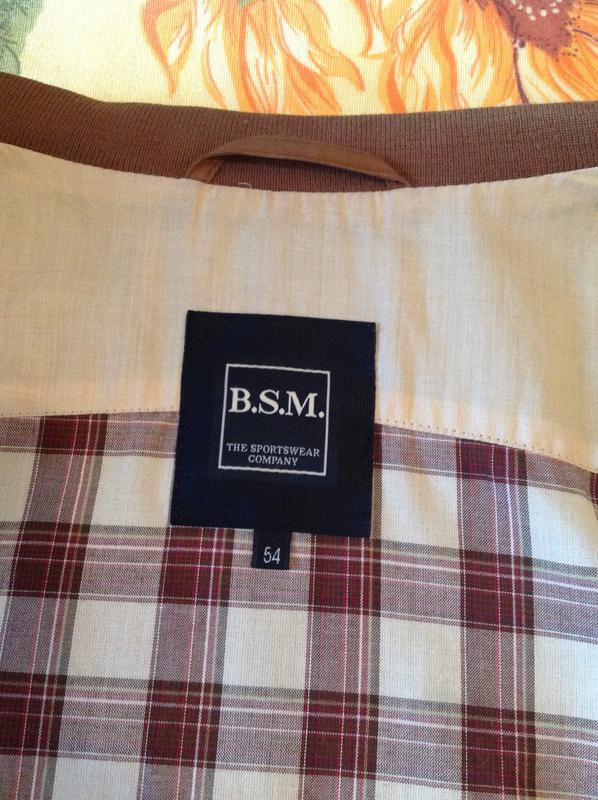 B.S.M.
THE SPORTSWEAR
COMPANY
54